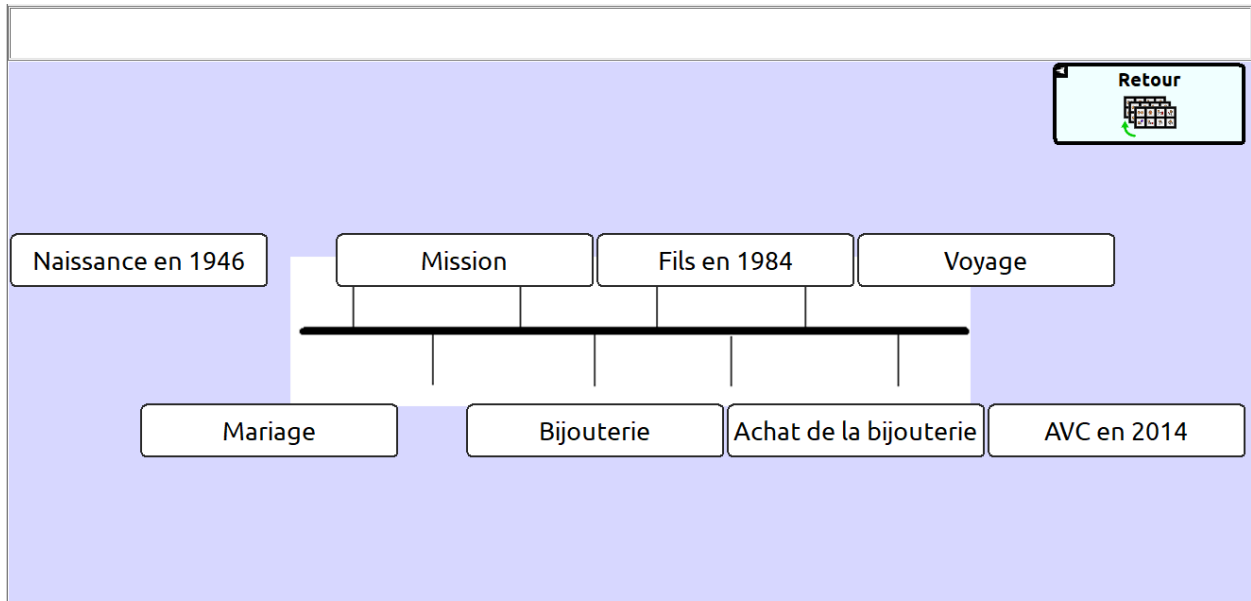 Retour
Naissance en 1946
Mission
Fils en 1984
Voyage
Mariage
Bijouterie
Achat de la bijouterie
AVC en 2014